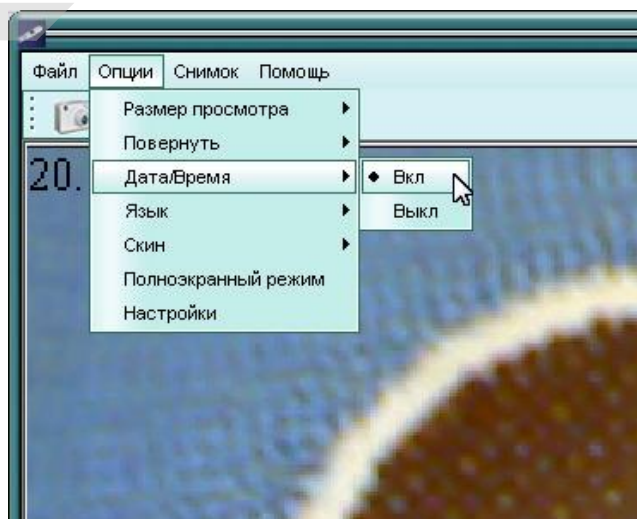 Файл Опции Снимок Помощь
Размер просмотра
Повернуть
20. Дата/Время Вкл
Язык Выкл
Скин
Полноэкранный режим
Настройки